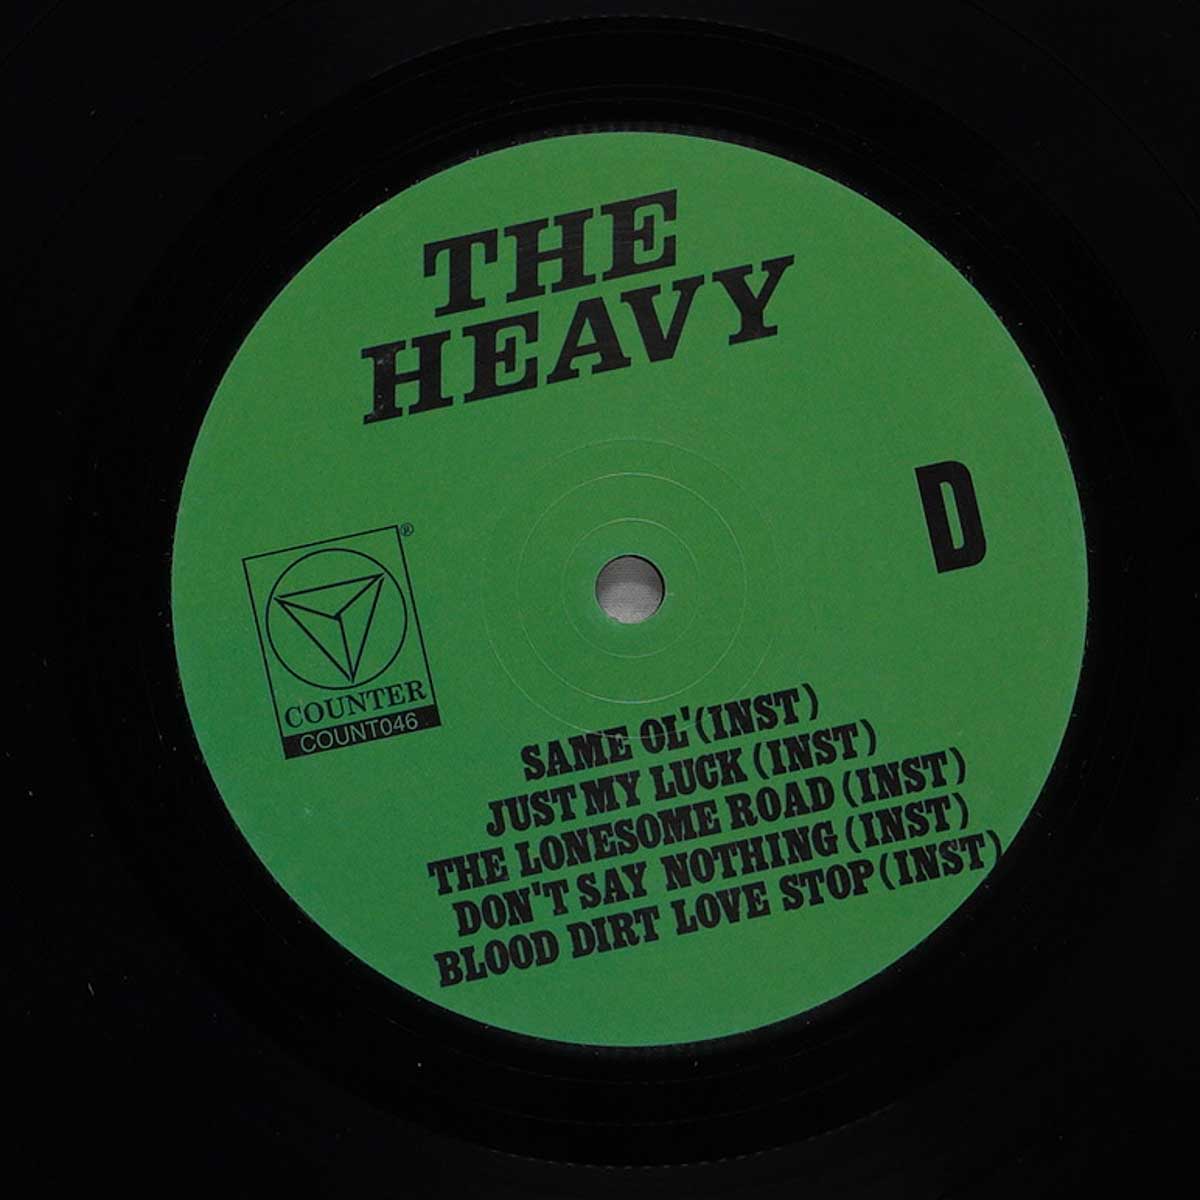 THE
HEAVY
D
®
COUNTER
COUNT046
SAME OL' (INST)
JUST MY LUCK (INST)
THE LONESOME ROAD (INST)
DON'T SAY NOTHING (INST)
BLOOD DIRT LOVE STOP (INST)